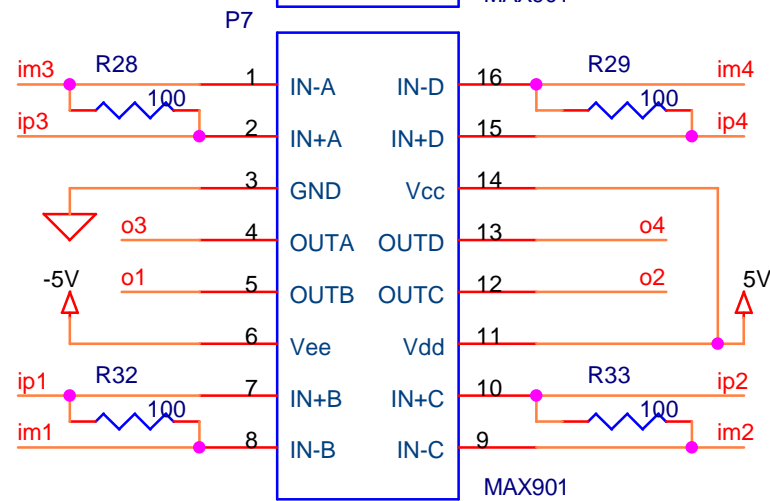 MAX901
P7
im3 R28 1 IN-A IN-D 16 R29 im4
100 100
ip3 2 IN+A IN+D 15 ip4
3 GND Vcc 14
o3 4 OUTA OUTD 13 o4
-5V o1 5 OUTB OUTC 12 o2 5V
6 Vee Vdd 11
ip1 R32 7 IN+B IN+C 10 R33 ip2
100 100
im1 8 IN-B IN-C 9 im2
MAX901